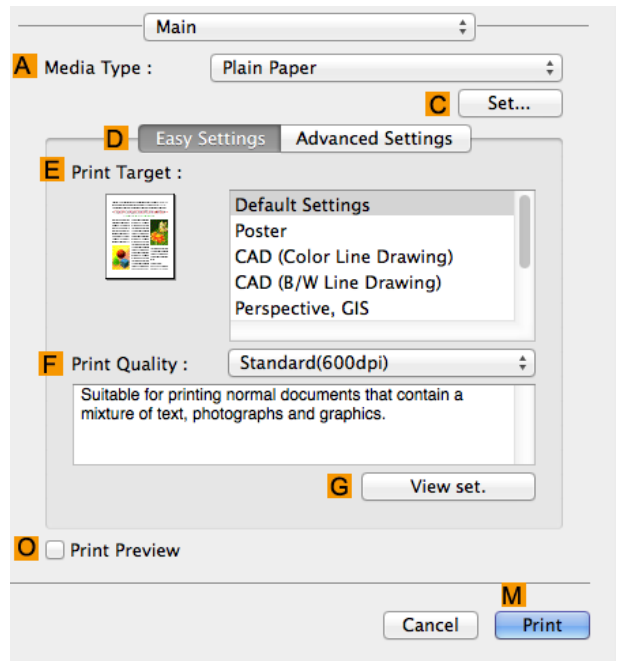 Main
A Media Type : Plain Paper
C Set...
D Easy Settings Advanced Settings
E Print Target :
Default Settings
Poster
CAD (Color Line Drawing)
CAD (B/W Line Drawing)
Perspective, GIS
F Print Quality : Standard(600dpi)
Suitable for printing normal documents that contain a
mixture of text, photographs and graphics.
G View set.
O Print Preview
M
Cancel Print